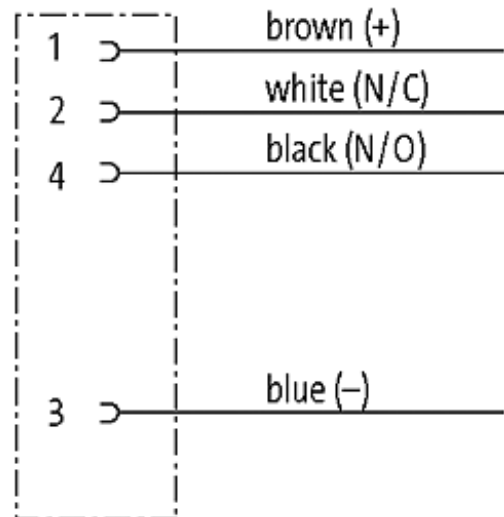 1 brown (+)
2 white (N/C)
4 black (N/O)
3 blue (–)